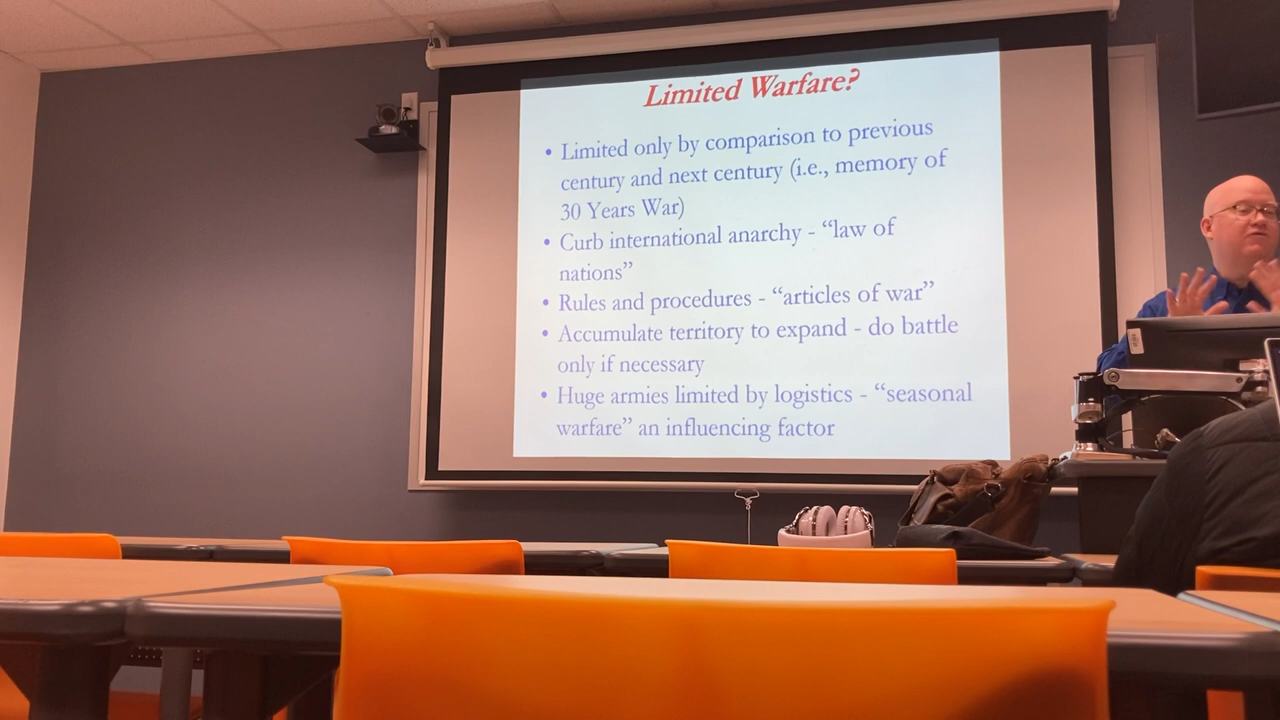 Limited Warfare?
• Limited only by comparison to previous
century and next century (i.e., memory of
30 Years War)
• Curb international anarchy - “law of
nations”
• Rules and procedures - “articles of war”
• Accumulate territory to expand - do battle
only if necessary
• Huge armies limited by logistics - “seasonal
warfare” an influencing factor